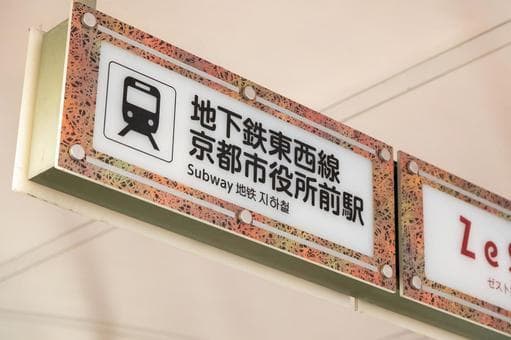 地下鉄東西線
京都市役所前駅
Subway 地铁 지하철
Zes
ゼスト